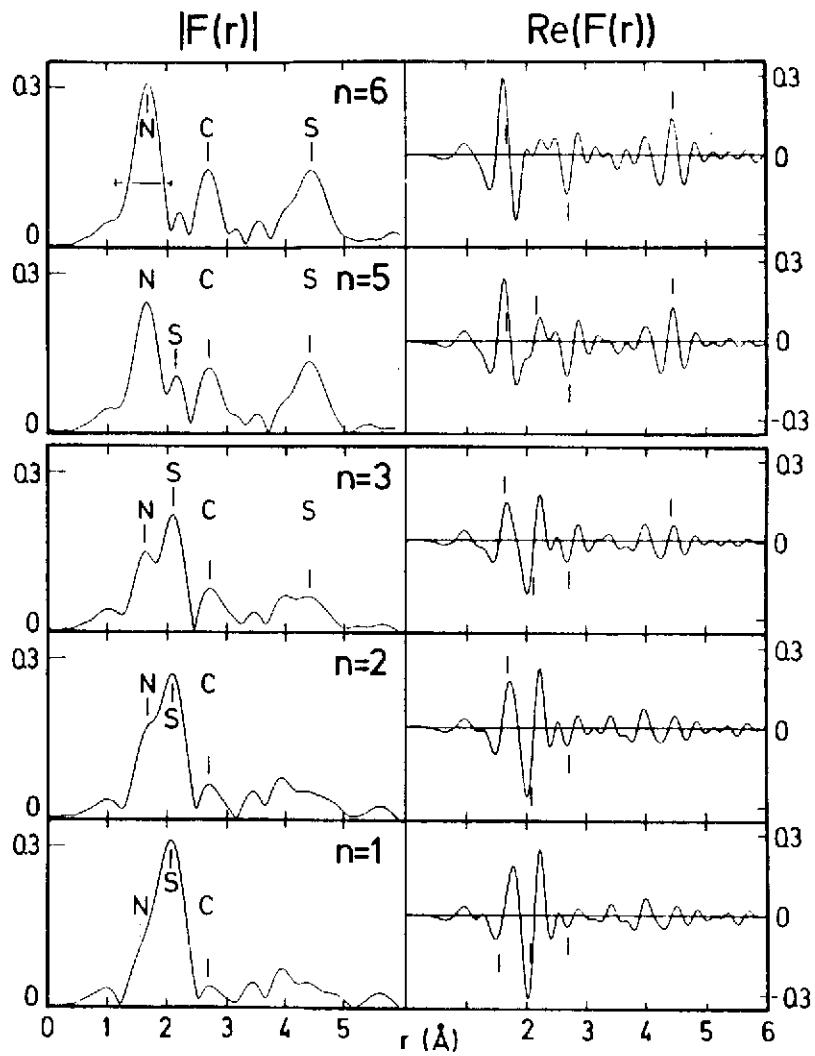 |F(r)| Re(F(r))
0.3 n=6 0.3
N C S
0 0
0.3 N C S n=5 0.3
S
0 0
-0.3
0.3 S n=3 0.3
N C S
0 0
0.3 n=2 0.3
N C
S
0 0
0.3 n=1 0.3
S
N C
0 0
-0.3
0 1 2 3 4 5 2 3 4 5 6
r (Å)